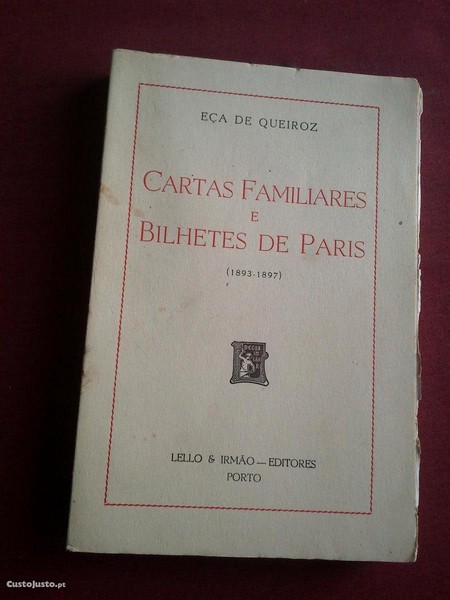 EÇA DE QUEIROZ
CARTAS FAMILIARES
E
BILHETES DE PARIS
(1893-1897)
LELLO & IRMÃO — EDITORES
PORTO
CustoJusto.pt